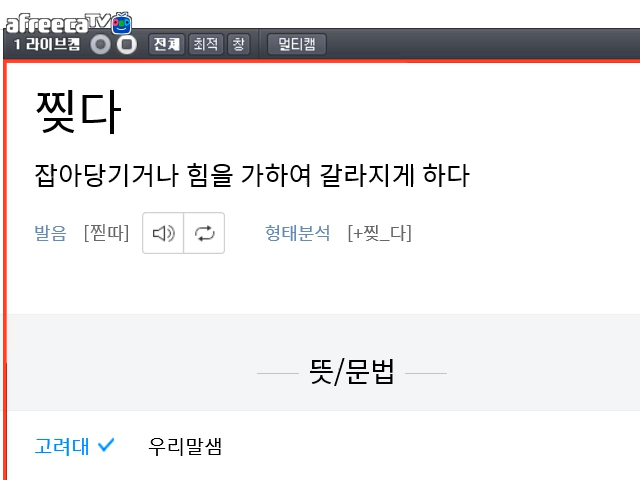 afreecaTV
1 라이브캠 전체 최적 창 멀티캠
찢다
잡아당기거나 힘을 가하여 갈라지게 하다
발음 [찓따] 형태분석 [+찢_다]
뜻/문법
고려대 우리말샘